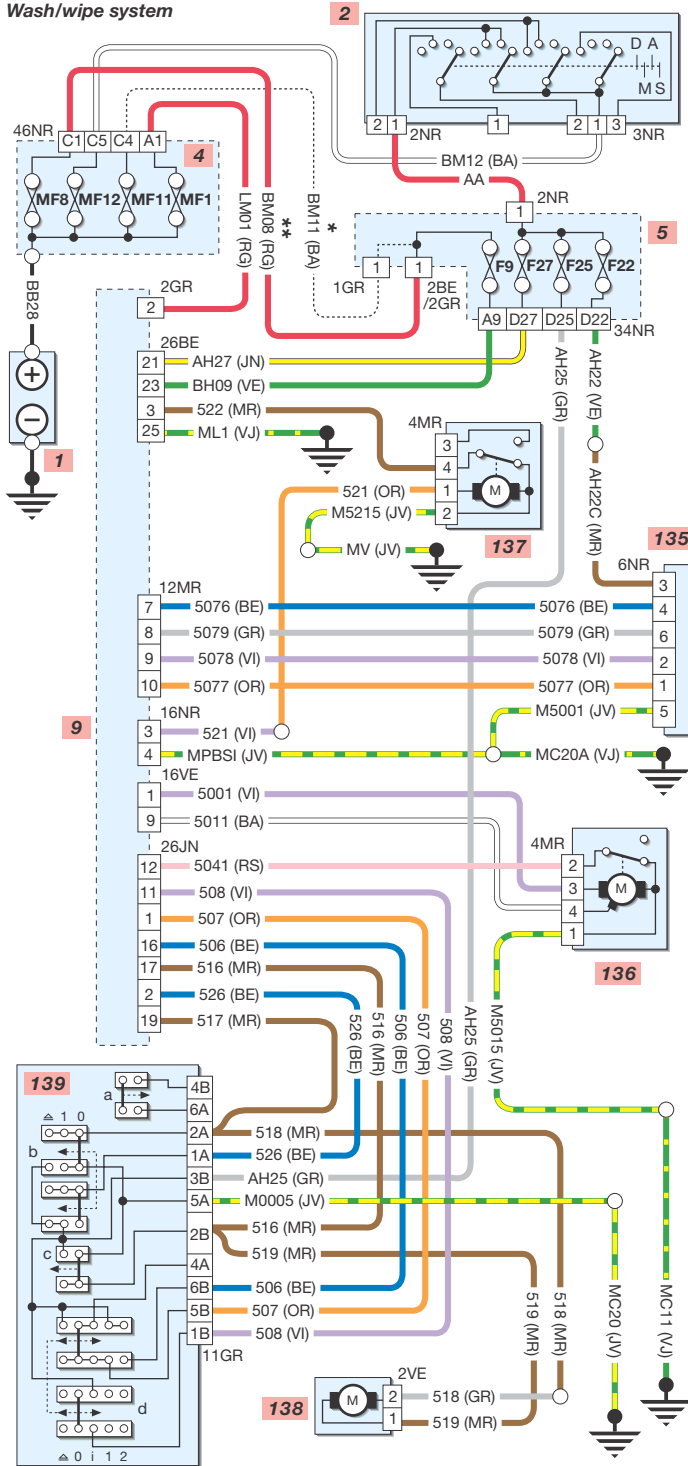 Wash/wipe system
2
D A
M S
2 1
2NR
1
2 1 3
3NR
46NR
C1 C5 C4 A1
4
MF8 MF12 MF11 MF1
BM12 (BA)
AA
LM01 (RG)
BM08 (RG)
**
BM11 (BA)
*
2NR
1
5
1GR
1
1
2BE
/2GR
F9 F27 F25 F22
A9 D27 D25 D22
34NR
BB28
+
−
1
2GR
2
26BE
21 AH27 (JN)
23 BH09 (VE)
3 522 (MR)
25 ML1 (VJ)
AH25 (GR)
AH22 (VE)
AH22C (MR)
4MR
3
4
1
2
M
137
521 (OR)
M5215 (JV)
MV (JV)
135
6NR
3
4
6
2
1
5
12MR
7 5076 (BE) 5076 (BE)
8 5079 (GR) 5079 (GR)
9 5078 (VI) 5078 (VI)
10 5077 (OR) 5077 (OR)
M5001 (JV)
9
16NR
3 521 (VI)
4 MPBSI (JV)
MC20A (VJ)
16VE
1 5001 (VI)
9 5011 (BA)
26JN
12 5041 (RS)
11 508 (VI)
1 507 (OR)
16 506 (BE)
17 516 (MR)
2 526 (BE)
19 517 (MR)
4MR
2
3
4
1
M
136
526 (BE)
516 (MR)
506 (BE)
507 (OR)
508 (VI)
AH25 (GR)
M5015 (JV)
139
a
1 0
b
c
d
0 i 1 2
4B
6A
2A 518 (MR)
1A 526 (BE)
3B AH25 (GR)
5A M0005 (JV)
2B 516 (MR)
519 (MR)
4A
6B 506 (BE)
5B 507 (OR)
1B 508 (VI)
11GR
519 (MR)
518 (MR)
MC20 (JV)
MC11 (VJ)
138
M
2VE
2 518 (GR)
1 519 (MR)